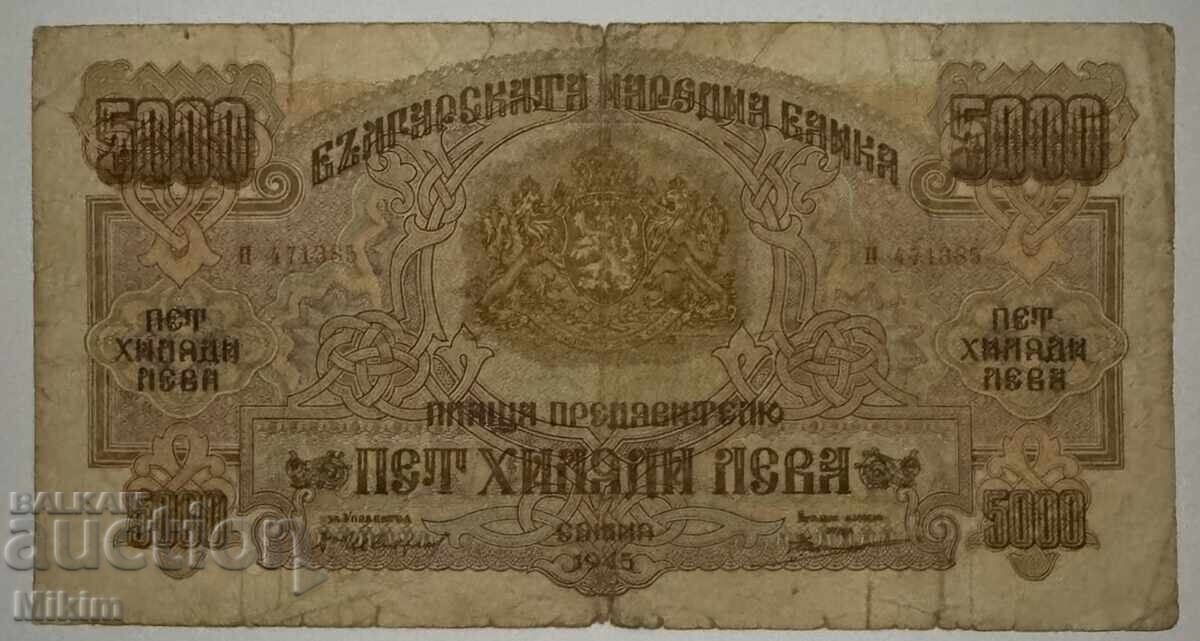 5000 БЪЛГАРСКАТА НАРОДНА БАНКА 5000
П 471385 П 471385
ПЕТ
ХИЛЯДИ
ЛЕВА
ПЕТ
ХИЛЯДИ
ЛЕВА
ПЛАЩА ПРЕДАВИТЕЛЮ
ПЕТ ХИЛЯДИ ЛЕВА
5000 СОФИЯ 5000
1945
BALKAN
auction
Mikim